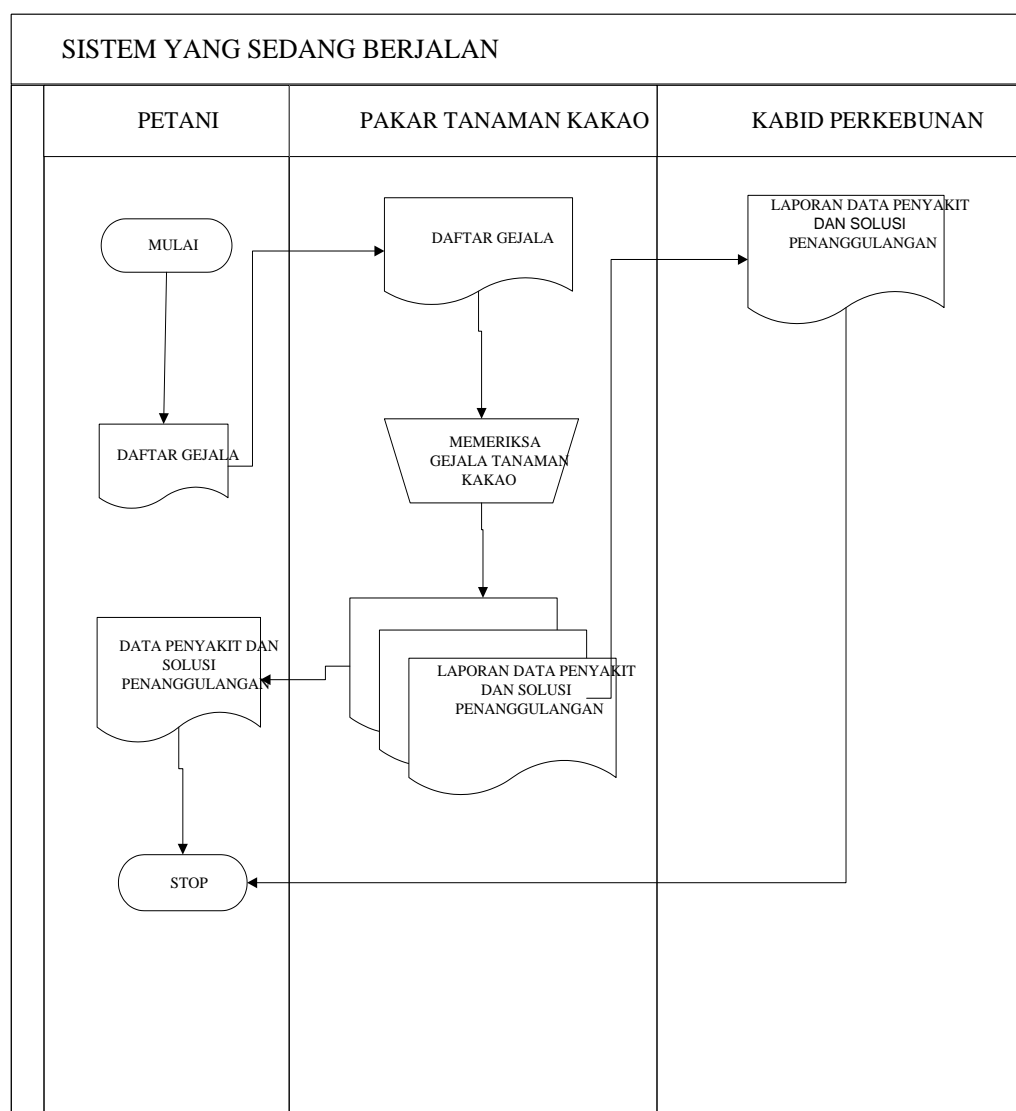 SISTEM YANG SEDANG BERJALAN
PETANI
PAKAR TANAMAN KAKAO
KABID PERKEBUNAN
MULAI
DAFTAR GEJALA
LAPORAN DATA PENYAKIT
DAN SOLUSI
PENANGGULANGAN
DAFTAR GEJALA
MEMERIKSA
GEJALA TANAMAN
KAKAO
DATA PENYAKIT DAN
SOLUSI
PENANGGULANGAN
LAPORAN DATA PENYAKIT
DAN SOLUSI
PENANGGULANGAN
STOP